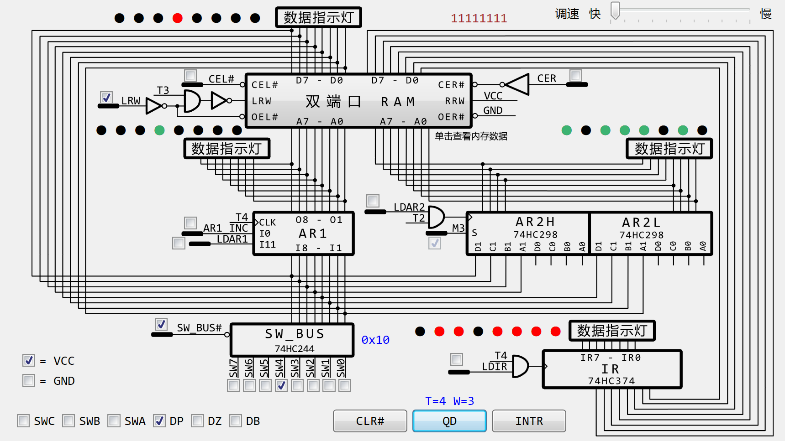 数据指示灯 11111111 调速 快 慢
CEL# CEL# D7 - D0 D7 - D0 CER# CER
T3 LRW LRW 双端口 RAM RRW VCC
OEL# A7 - A0 A7 - A0 OER# GND
单击查看内存数据
数据指示灯 数据指示灯
T4 CLK O8 - O1 LDAR2 T2 AR2H AR2L
AR1 INC I0 AR1 M3 S 74HC298 74HC298
LDAR1 I11 I8 - I1 D1 C1 B1 A1 D0 C0 B0 A0 D1 C1 B1 A1 D0 C0 B0 A0
SW_BUS# SW_BUS 0x10 数据指示灯
74HC244
= VCC SW7 SW6 SW5 SW4 SW3 SW2 SW1 SW0 T4 IR7 - IR0
= GND LDIR IR
74HC374
T=4 W=3
SWC SWB SWA DP DZ DB CLR# QD INTR